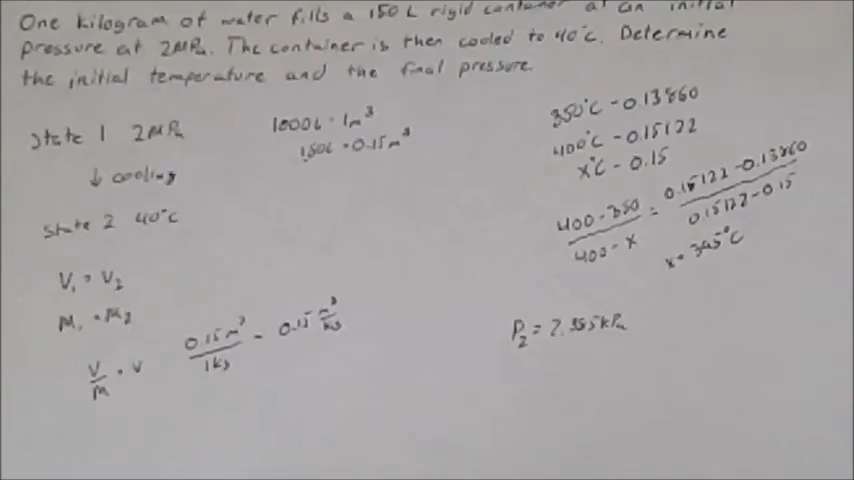 One kilogram of water fills a 150 L rigid container at an initial
pressure at 2MPa. The container is then cooled to 40°C. Determine
the initial temperature and the final pressure.
State 1 2MPa
↓ cooling
State 2 40°C
V₁ = V₂
M₁ = M₂
V/M = v
1000L = 1m³
150L = 0.15m³
0.15m³/1kg = 0.15 m³/kg
350°C - 0.13860
400°C - 0.15122
x°C - 0.15
(400-350)/(400-x) = (0.15122-0.13860)/(0.15122-0.15)
x = 395°C
P₂ = 7.385kPa